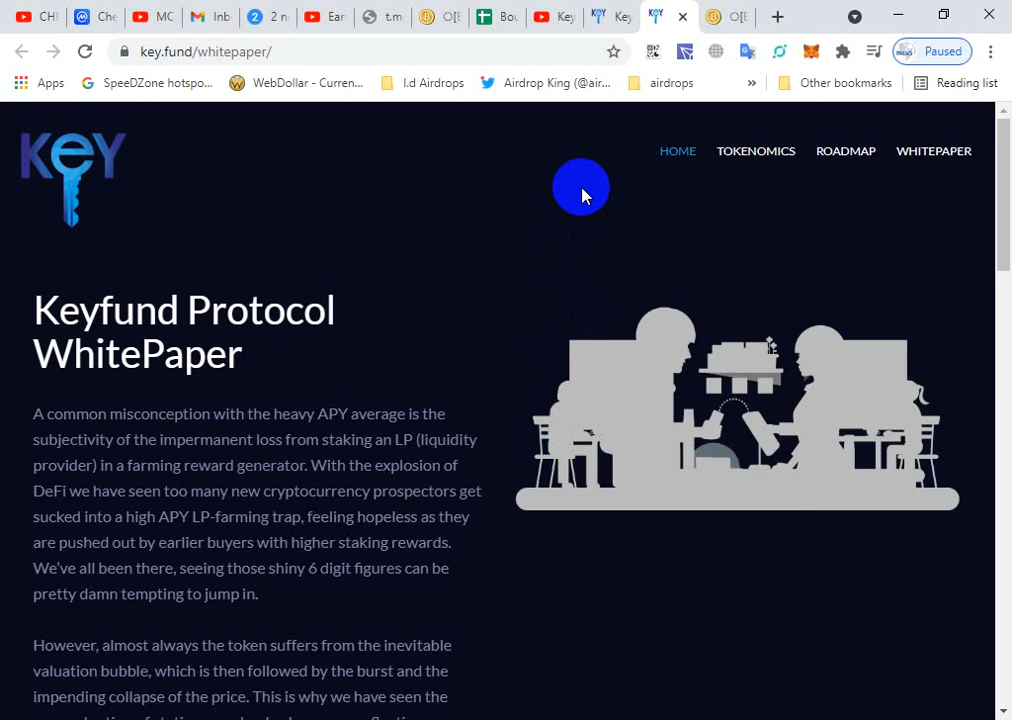 CHI
Che
MC
Inb
2 n
Ear
t.m
O[E
Bou
Key
Key
O[E
key.fund/whitepaper/
Paused
Apps
SpeeDZone hotspo...
WebDollar - Curren...
I.d Airdrops
Airdrop King (@air...
airdrops
»
Other bookmarks
Reading list
KeY
HOME
TOKENOMICS
ROADMAP
WHITEPAPER
Keyfund Protocol
WhitePaper
A common misconception with the heavy APY average is the
subjectivity of the impermanent loss from staking an LP (liquidity
provider) in a farming reward generator. With the explosion of
DeFi we have seen too many new cryptocurrency prospectors get
sucked into a high APY LP-farming trap, feeling hopeless as they
are pushed out by earlier buyers with higher staking rewards.
We've all been there, seeing those shiny 6 digit figures can be
pretty damn tempting to jump in.
However, almost always the token suffers from the inevitable
valuation bubble, which is then followed by the burst and the
impending collapse of the price. This is why we have seen the